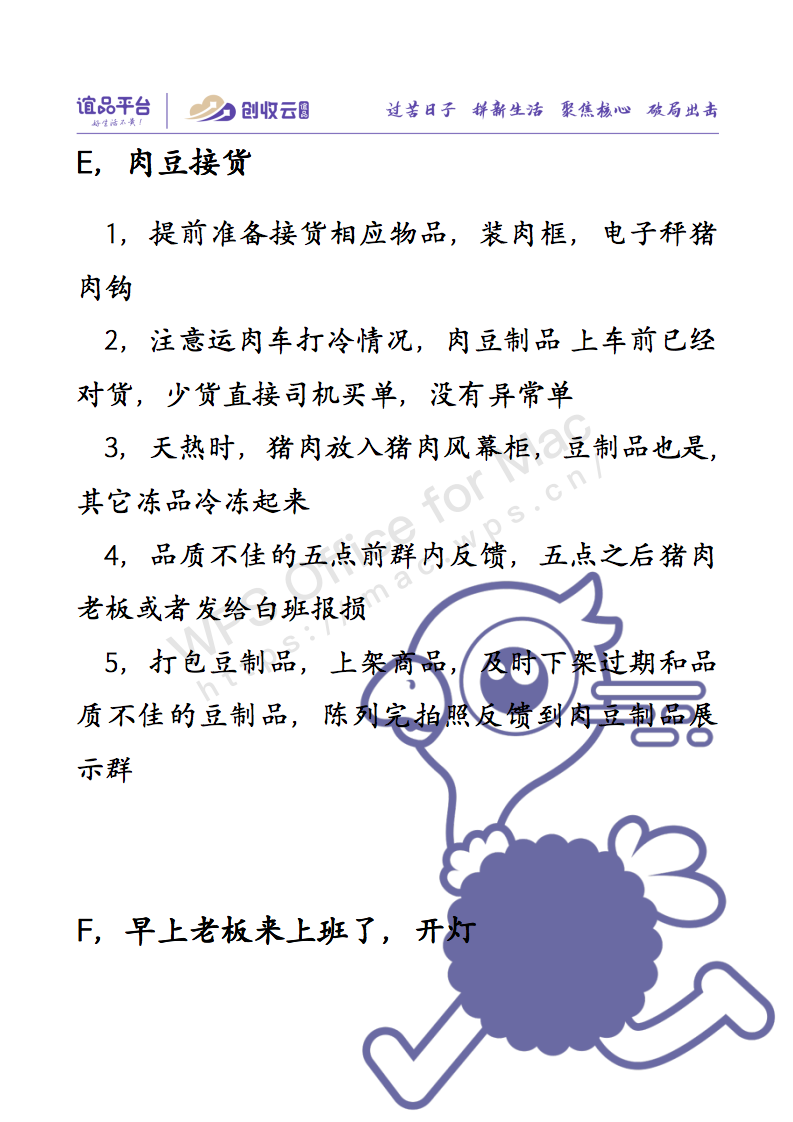 谊品平台
好生活不贵！
创收云
谊品
过苦日子 拼新生活 聚焦核心 破局出击
E，肉豆接货
1，提前准备接货相应物品，装肉框，电子秤猪
肉钩
2，注意运肉车打冷情况，肉豆制品 上车前已经
对货，少货直接司机买单，没有异常单
3，天热时，猪肉放入猪肉风幕柜，豆制品也是，
其它冻品冷冻起来
4，品质不佳的五点前群内反馈，五点之后猪肉
老板或者发给白班报损
5，打包豆制品，上架商品，及时下架过期和品
质不佳的豆制品，陈列完拍照反馈到肉豆制品展
示群
F，早上老板来上班了，开灯
WPS Office for Mac
https://mac.wps.cn/